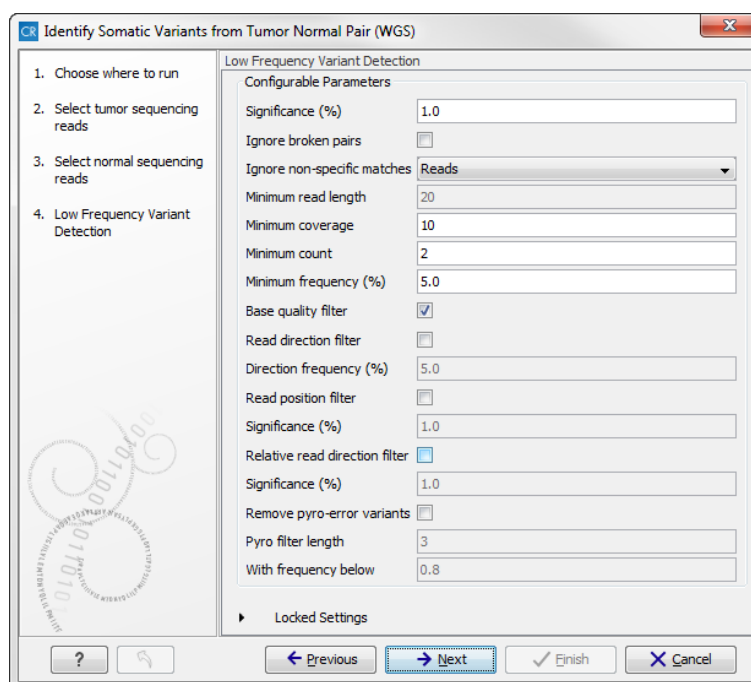 CR Identify Somatic Variants from Tumor Normal Pair (WGS)
1. Choose where to run
2. Select tumor sequencing
reads
3. Select normal sequencing
reads
4. Low Frequency Variant
Detection
Low Frequency Variant Detection
Configurable Parameters
Significance (%) 1.0
Ignore broken pairs
Ignore non-specific matches Reads
Minimum read length 20
Minimum coverage 10
Minimum count 2
Minimum frequency (%) 5.0
Base quality filter
Read direction filter
Direction frequency (%) 5.0
Read position filter
Significance (%) 1.0
Relative read direction filter
Significance (%) 1.0
Remove pyro-error variants
Pyro filter length 3
With frequency below 0.8
Locked Settings
? Previous Next Finish Cancel